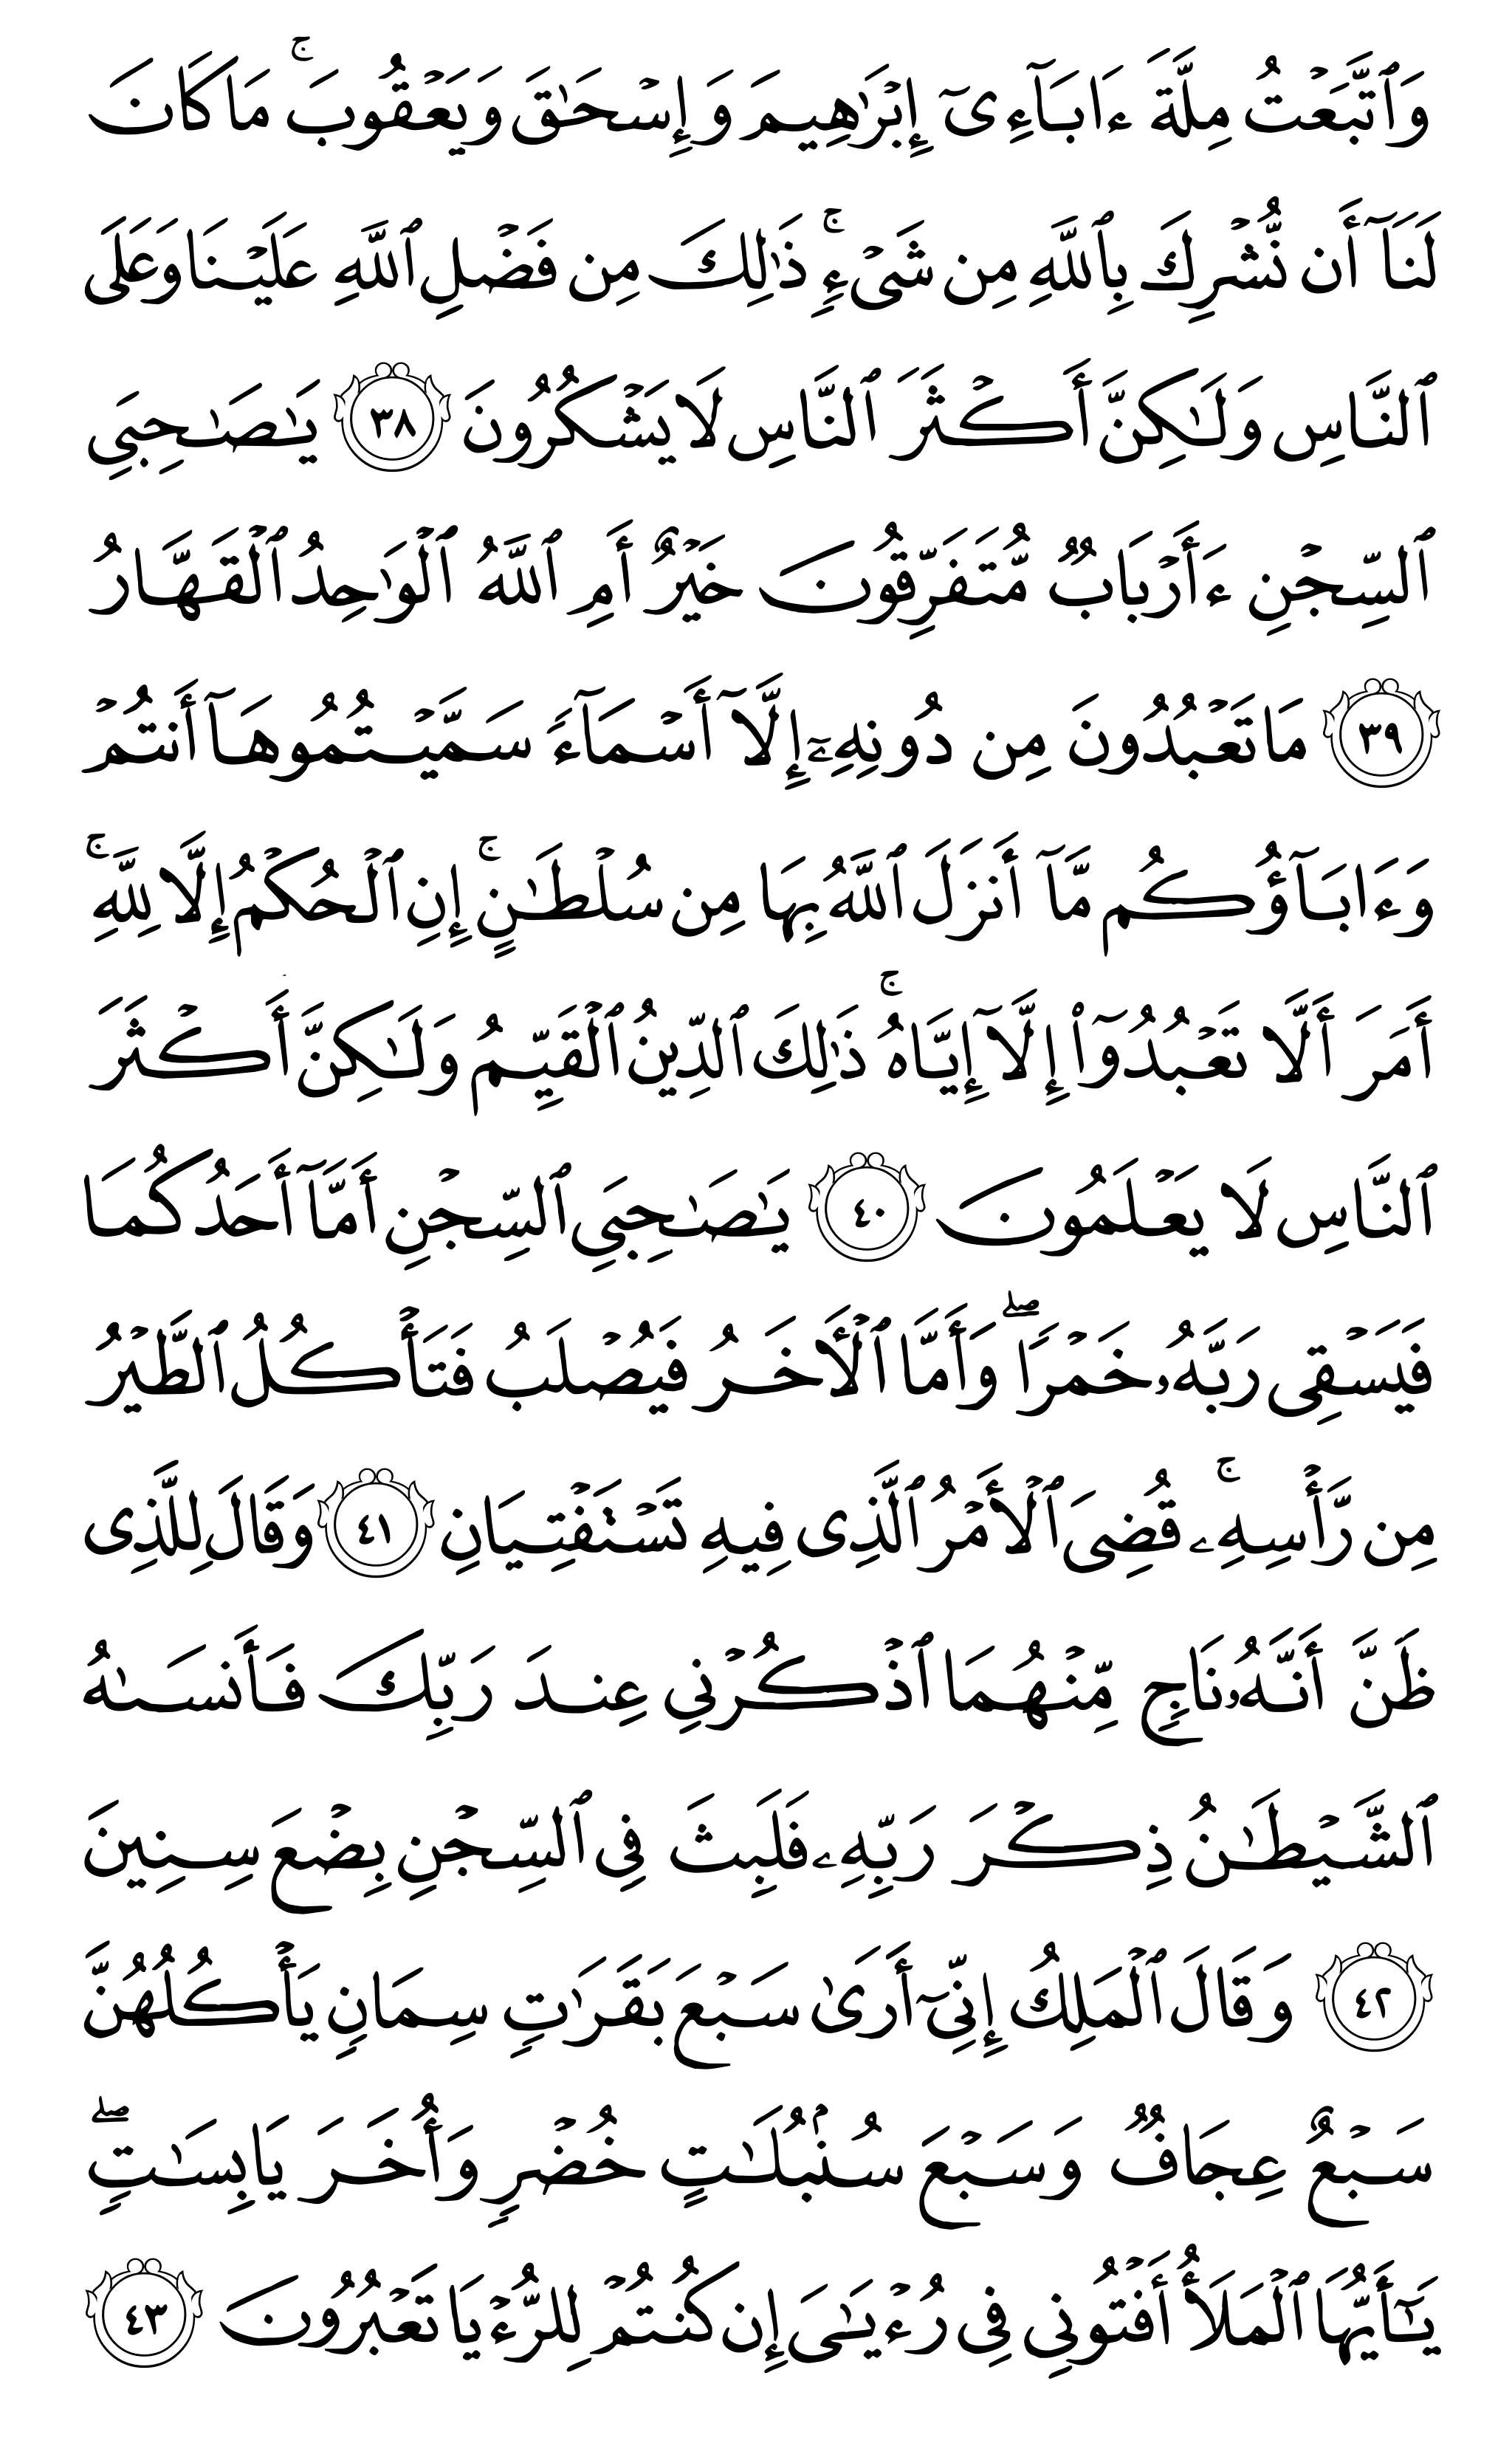 وَٱتَّبَعۡتُ مِلَّةَ ءَابَآءِيٓ إِبۡرَٰهِيمَ وَإِسۡحَٰقَ وَيَعۡقُوبَۚ مَا كَانَ
لَنَآ أَن نُّشۡرِكَ بِٱللَّهِ مِن شَيۡءٖۚ ذَٰلِكَ مِن فَضۡلِ ٱللَّهِ عَلَيۡنَا وَعَلَى
ٱلنَّاسِ وَلَٰكِنَّ أَكۡثَرَ ٱلنَّاسِ لَا يَشۡكُرُونَ ٣٨ يَٰصَٰحِبَيِ
ٱلسِّجۡنِ ءَأَرۡبَابٞ مُّتَفَرِّقُونَ خَيۡرٌ أَمِ ٱللَّهُ ٱلۡوَٰحِدُ ٱلۡقَهَّارُ
٣٩ مَا تَعۡبُدُونَ مِن دُونِهِۦٓ إِلَّآ أَسۡمَآءٗ سَمَّيۡتُمُوهَآ أَنتُمۡ
وَءَابَآؤُكُم مَّآ أَنزَلَ ٱللَّهُ بِهَا مِن سُلۡطَٰنٍۚ إِنِ ٱلۡحُكۡمُ إِلَّا لِلَّهِۚ
أَمَرَ أَلَّا تَعۡبُدُوٓاْ إِلَّآ إِيَّاهُۚ ذَٰلِكَ ٱلدِّينُ ٱلۡقَيِّمُ وَلَٰكِنَّ أَكۡثَرَ
ٱلنَّاسِ لَا يَعۡلَمُونَ ٤٠ يَٰصَٰحِبَيِ ٱلسِّجۡنِ أَمَّآ أَحَدُكُمَا
فَيَسۡقِي رَبَّهُۥ خَمۡرٗاۖ وَأَمَّا ٱلۡأٓخَرُ فَيُصۡلَبُ فَتَأۡكُلُ ٱلطَّيۡرُ
مِن رَّأۡسِهِۦۚ قُضِيَ ٱلۡأَمۡرُ ٱلَّذِي فِيهِ تَسۡتَفۡتِيَانِ ٤١ وَقَالَ لِلَّذِي
ظَنَّ أَنَّهُۥ نَاجٖ مِّنۡهُمَا ٱذۡكُرۡنِي عِندَ رَبِّكَ فَأَنسَىٰهُ
ٱلشَّيۡطَٰنُ ذِكۡرَ رَبِّهِۦ فَلَبِثَ فِي ٱلسِّجۡنِ بِضۡعَ سِنِينَ
٤٢ وَقَالَ ٱلۡمَلِكُ إِنِّيٓ أَرَىٰ سَبۡعَ بَقَرَٰتٖ سِمَانٖ يَأۡكُلُهُنَّ
سَبۡعٌ عِجَافٞ وَسَبۡعَ سُنۢبُلَٰتٍ خُضۡرٖ وَأُخَرَ يَابِسَٰتٖۖ
يَٰٓأَيُّهَا ٱلۡمَلَأُ أَفۡتُونِي فِي رُءۡيَٰيَ إِن كُنتُمۡ لِلرُّءۡيَا تَعۡبُرُونَ ٤٣